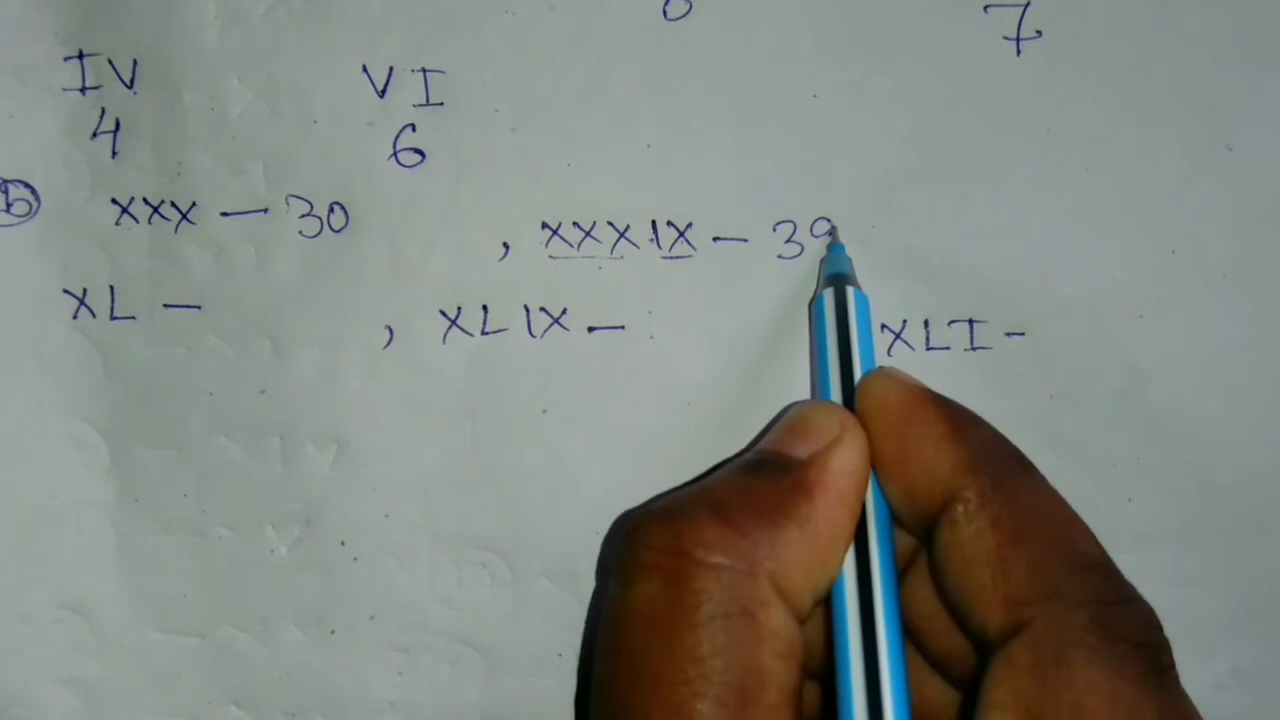 7
IV VI
4 6
b XXX — 30 , XXXIX — 39
XL — , XLIX — XLI -